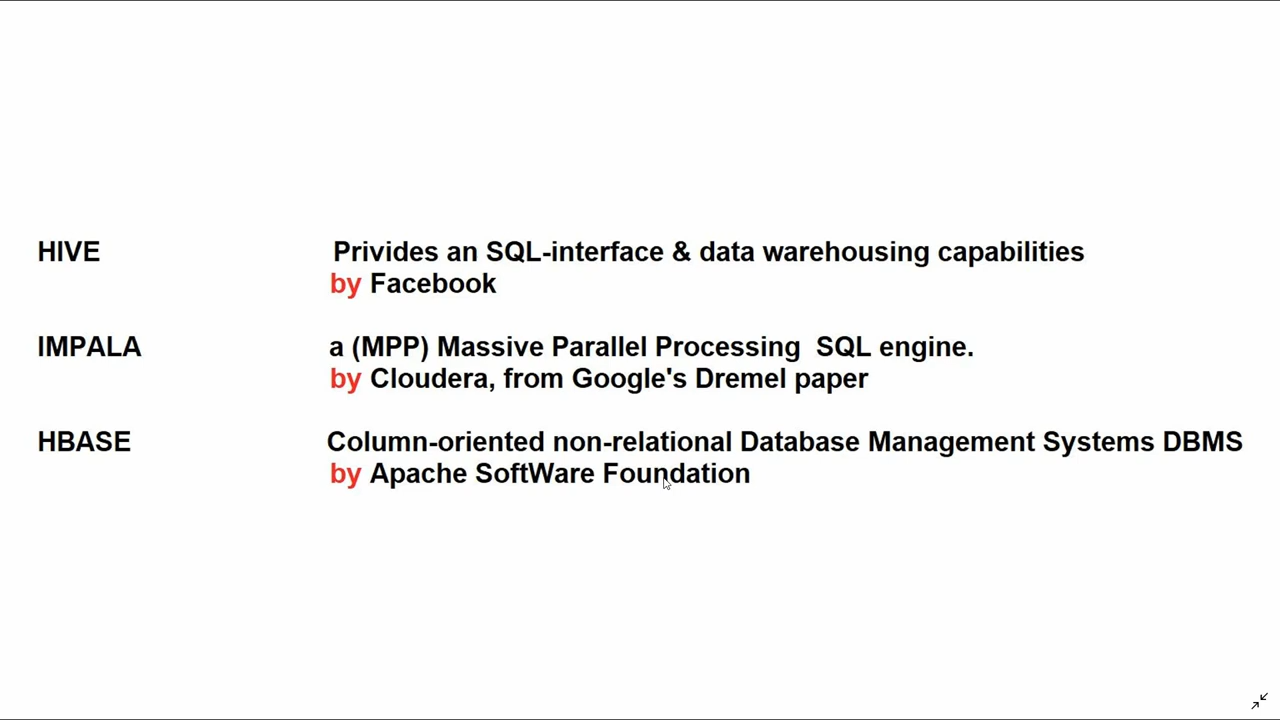 HIVE Privides an SQL-interface & data warehousing capabilities
by Facebook
IMPALA a (MPP) Massive Parallel Processing SQL engine.
by Cloudera, from Google's Dremel paper
HBASE Column-oriented non-relational Database Management Systems DBMS
by Apache SoftWare Foundation